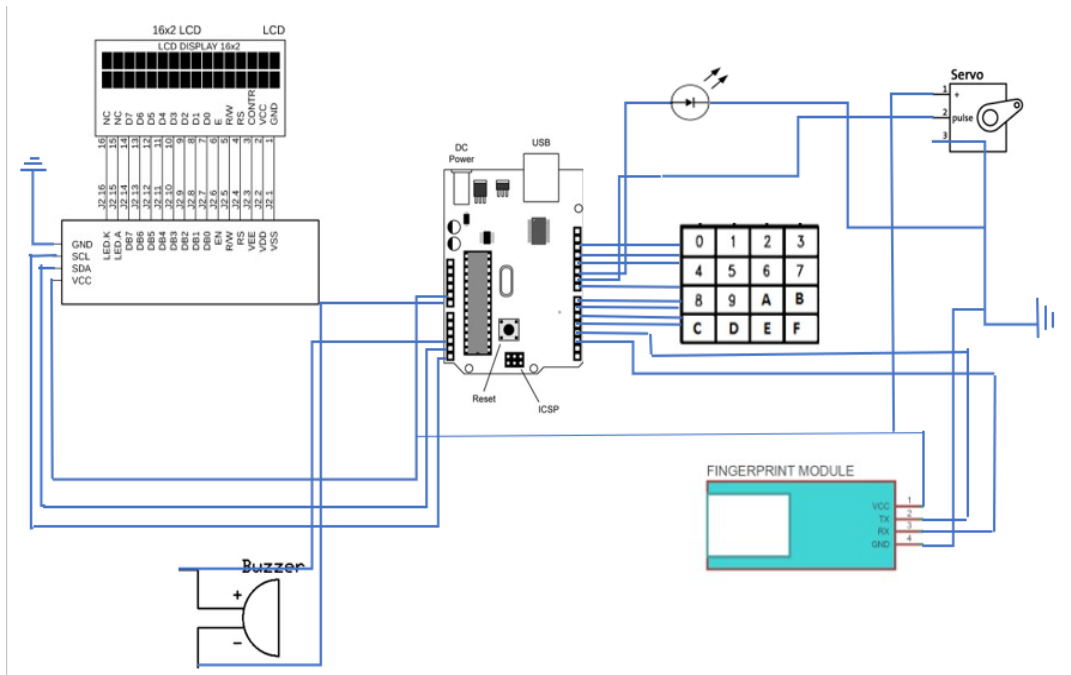 16x2 LCD
LCD
LCD DISPLAY 16x2
NC NC D7 D6 D5 D4 D3 D2 D1 D0 E R/W RS CONTR VCC GND
16 15 14 13 12 11 10 9 8 7 6 5 4 3 2 1
J2.16 J2.15 J2.14 J2.13 J2.12 J2.11 J2.10 J2.9 J2.8 J2.7 J2.6 J2.5 J2.4 J2.3 J2.2 J2.1
LED.K LED.A DB7 DB6 DB5 DB4 DB3 DB2 DB1 DB0 EN R/W RS VEE VDD VSS
GND
SCL
SDA
VCC
DC
Power
USB
Reset
ICSP
Servo
1 +
2 pulse
3
0 1 2 3
4 5 6 7
8 9 A B
C D E F
FINGERPRINT MODULE
VCC 1
TX 2
RX 3
GND 4
Buzzer
+
−